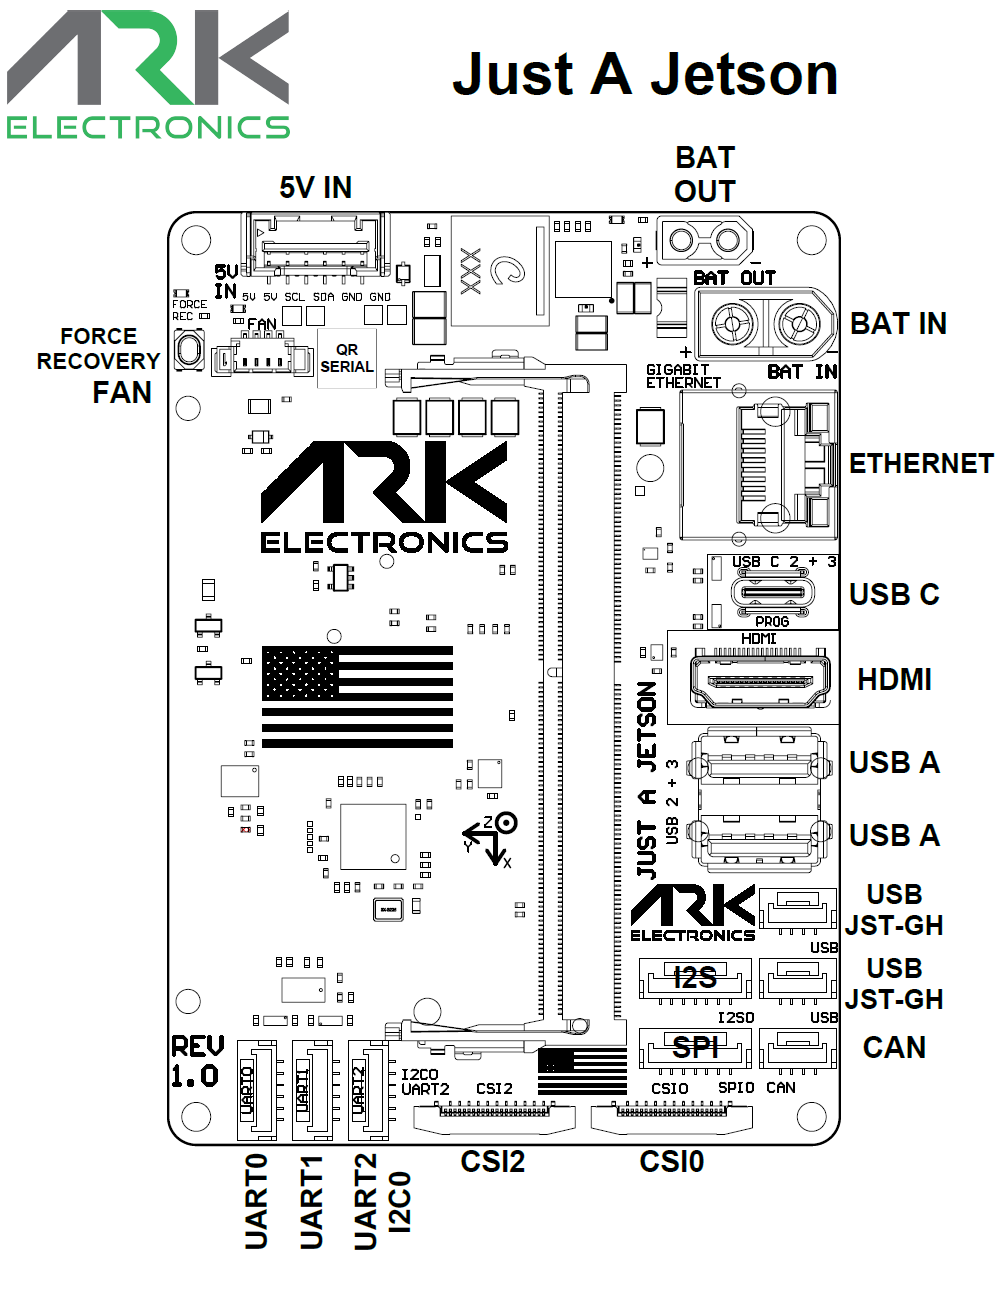 ARK
ELECTRONICS
Just A Jetson
5V IN
BAT
OUT
5V
IN
5V 5V SCL SDA GND GND
XXX
BAT OUT
+ -
FORCE
REC
FAN
QR
SERIAL
FORCE
RECOVERY
FAN
BAT IN
+ -
BAT IN
GIGABIT
ETHERNET
ETHERNET
ARK
ELECTRONICS
USB C 2 + 3
PROG
USB C
HDMI
HDMI
JUST A JETSON
USB 2 + 3
USB A
USB A
Z
Y
X
ARK
ELECTRONICS
USB
JST-GH
USB
I2S
I2S0
USB
JST-GH
USB
SPI
SPI0
CAN
CAN
REV
1.0
UART0
UART1
UART2
I2C0
UART2
CSI2
CSI0
UART0
UART1
UART2
I2C0
CSI2
CSI0